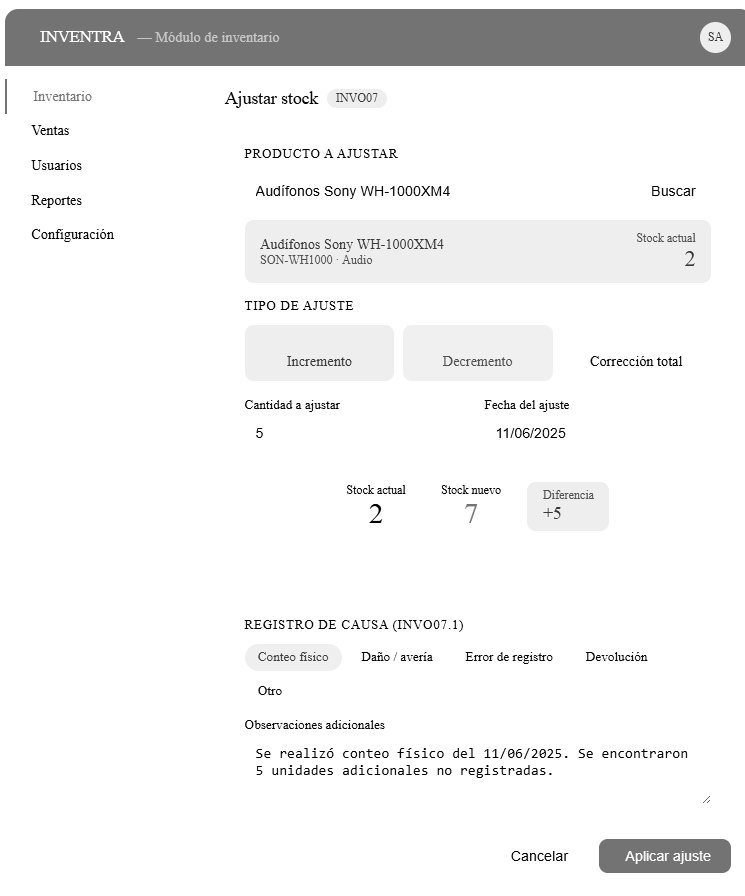 INVENTRA — Módulo de inventario SA
Inventario
Ventas
Usuarios
Reportes
Configuración
Ajustar stock INVO07
PRODUCTO A AJUSTAR
Audífonos Sony WH-1000XM4 Buscar
Audífonos Sony WH-1000XM4
SON-WH1000 · Audio
Stock actual
2
TIPO DE AJUSTE
Incremento Decremento Corrección total
Cantidad a ajustar Fecha del ajuste
5 11/06/2025
Stock actual Stock nuevo Diferencia
2 7 +5
REGISTRO DE CAUSA (INVO07.1)
Conteo físico Daño / avería Error de registro Devolución
Otro
Observaciones adicionales
Se realizó conteo físico del 11/06/2025. Se encontraron
5 unidades adicionales no registradas.
Cancelar Aplicar ajuste